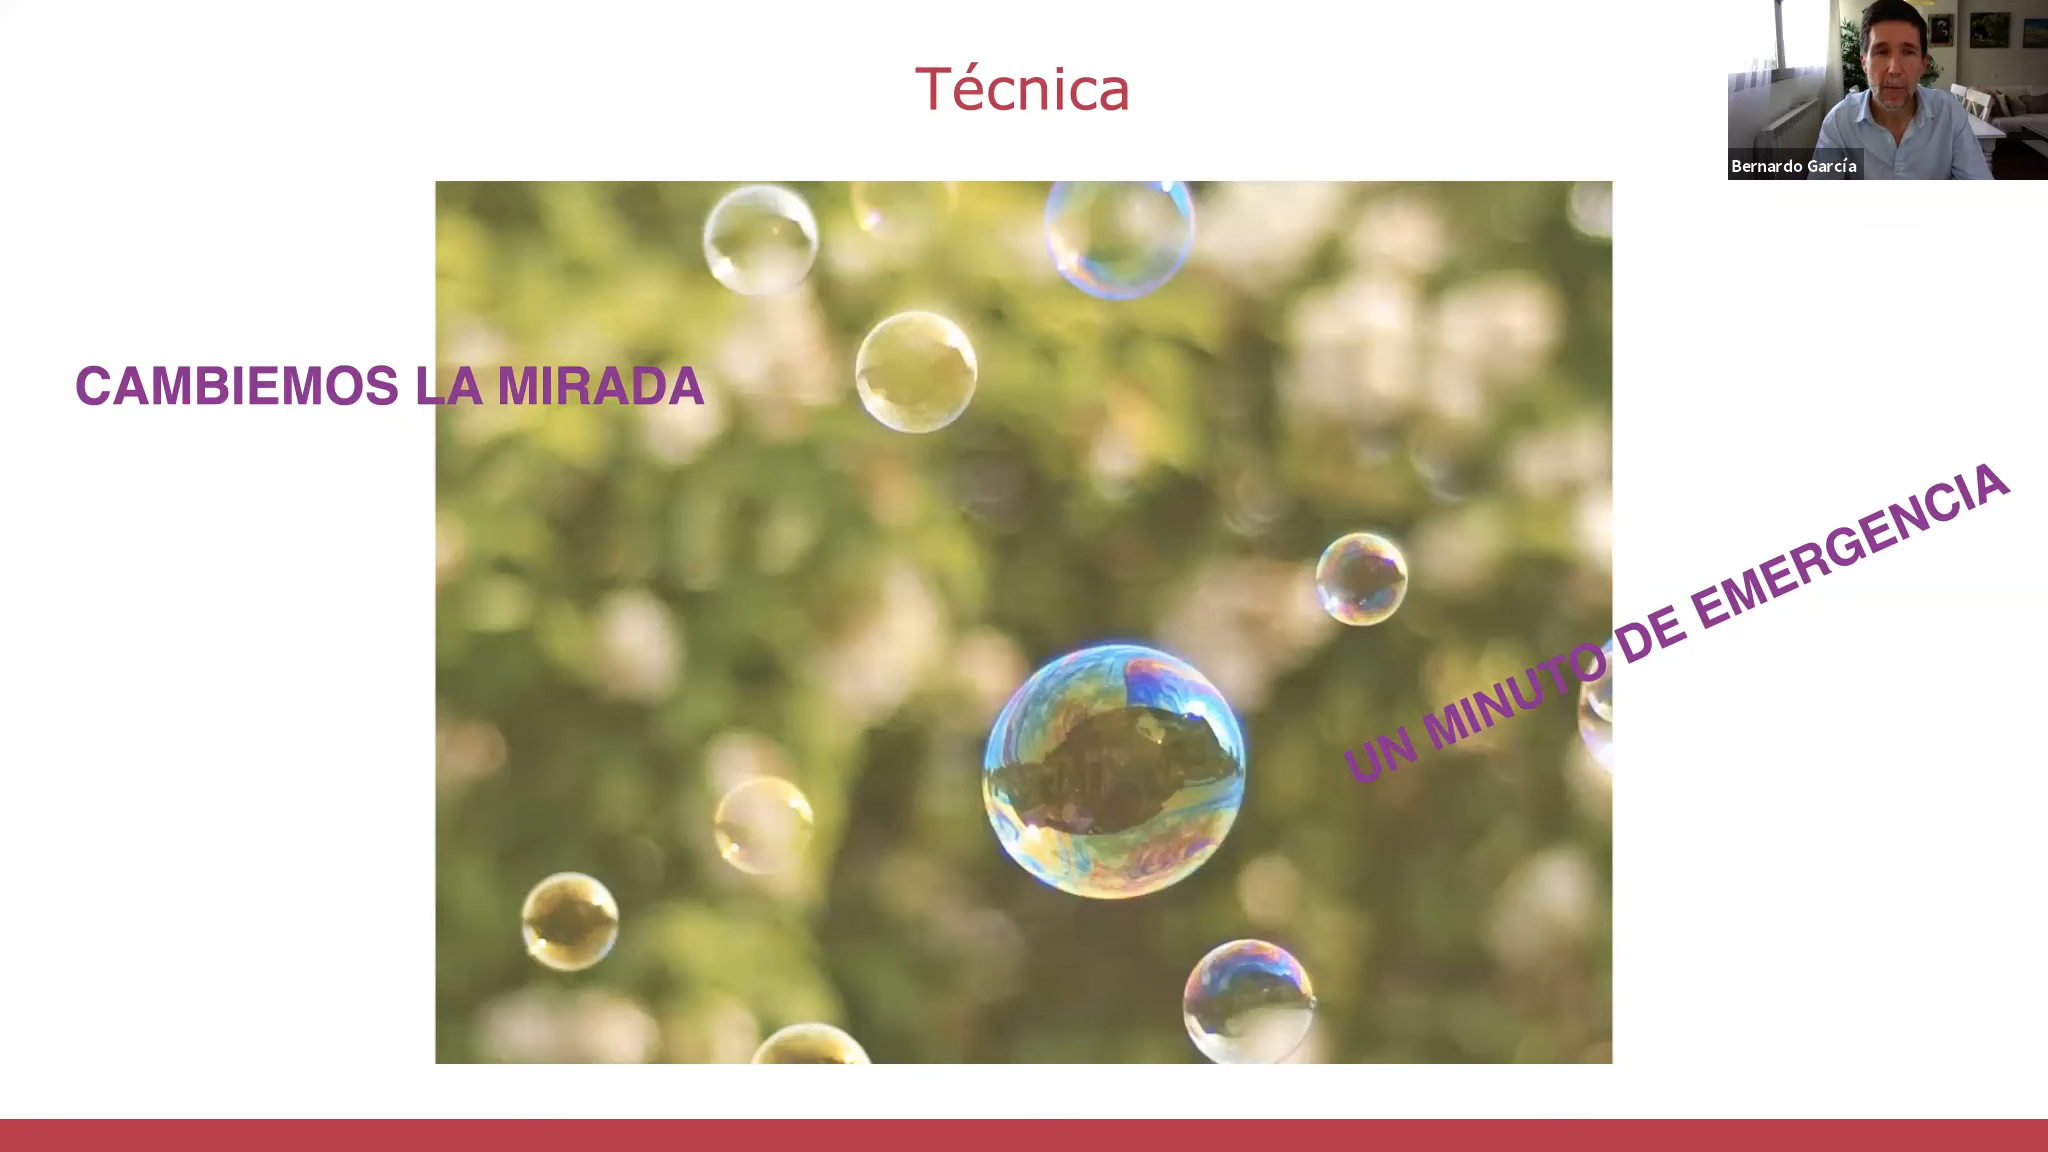 Técnica
Bernardo García
CAMBIEMOS LA MIRADA
UN MINUTO DE EMERGENCIA